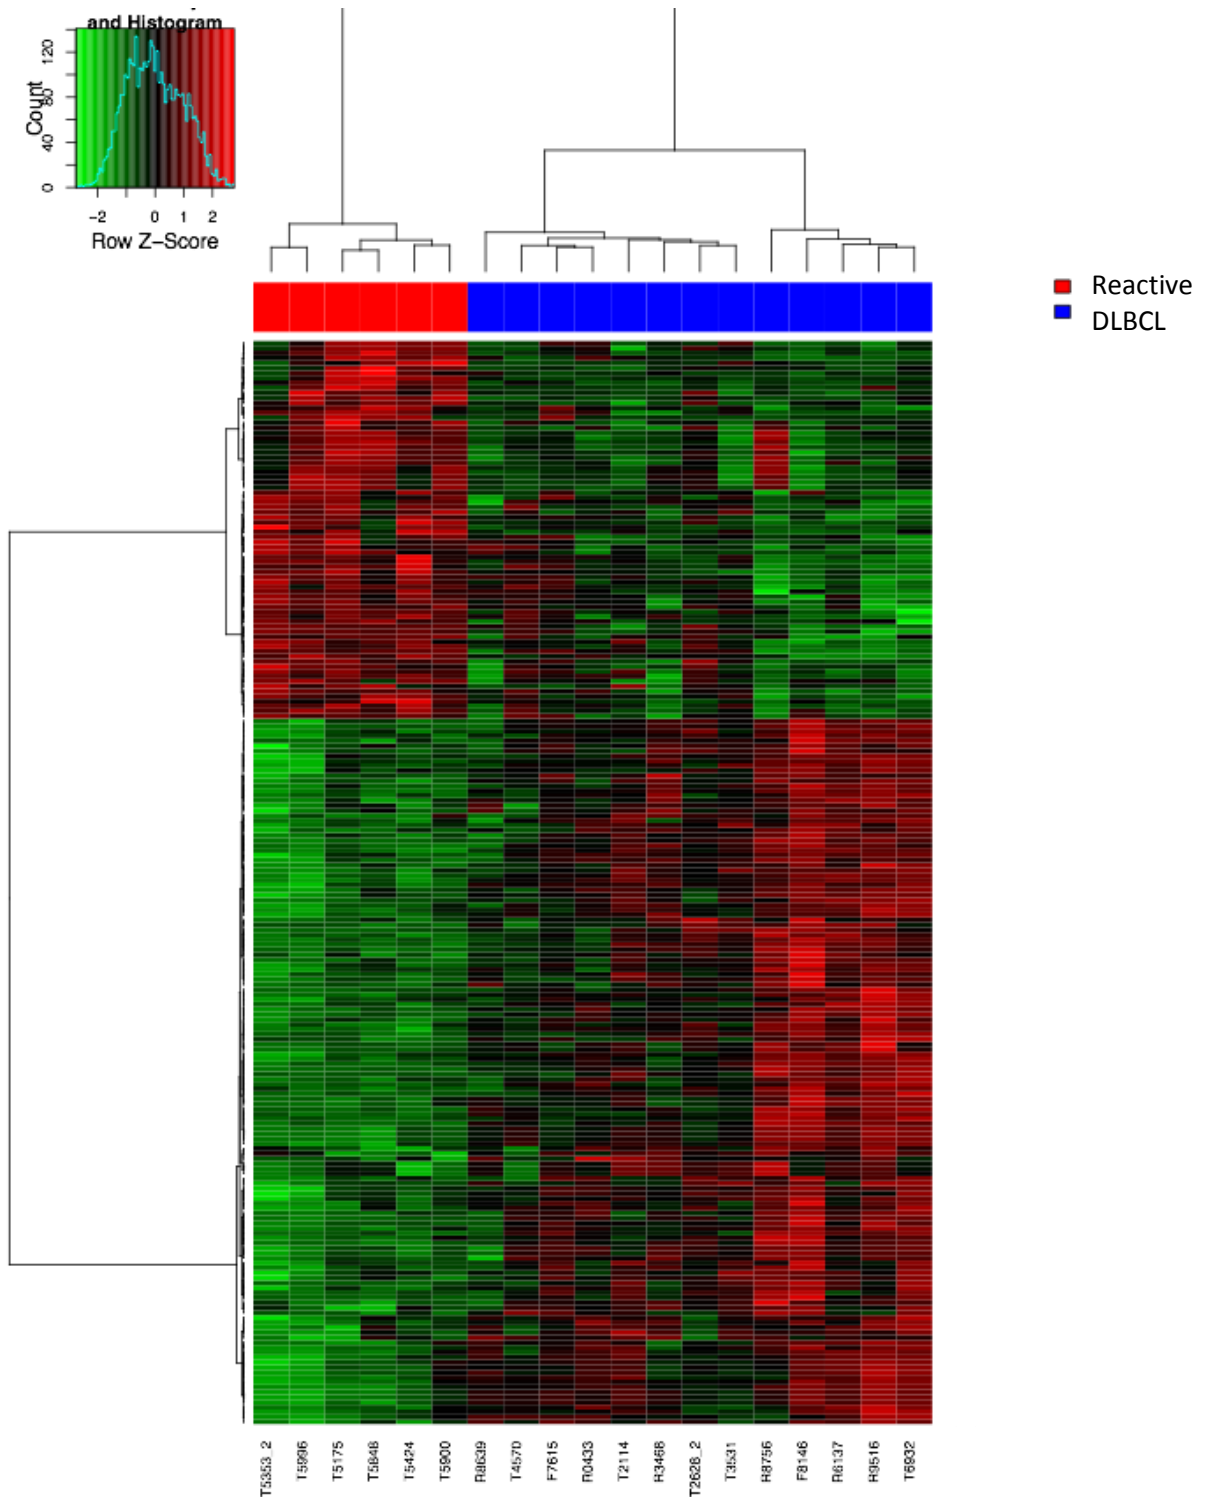 and Histogram
Count
0 40 80 120
-2 0 1 2
Row Z-Score
Reactive
DLBCL
T5353_2
T5996
T5175
T5848
T5424
T5900
R8639
T4570
F7615
R0433
T2114
R3468
T2628_2
T3531
R8756
F8146
R6137
R9516
T6932